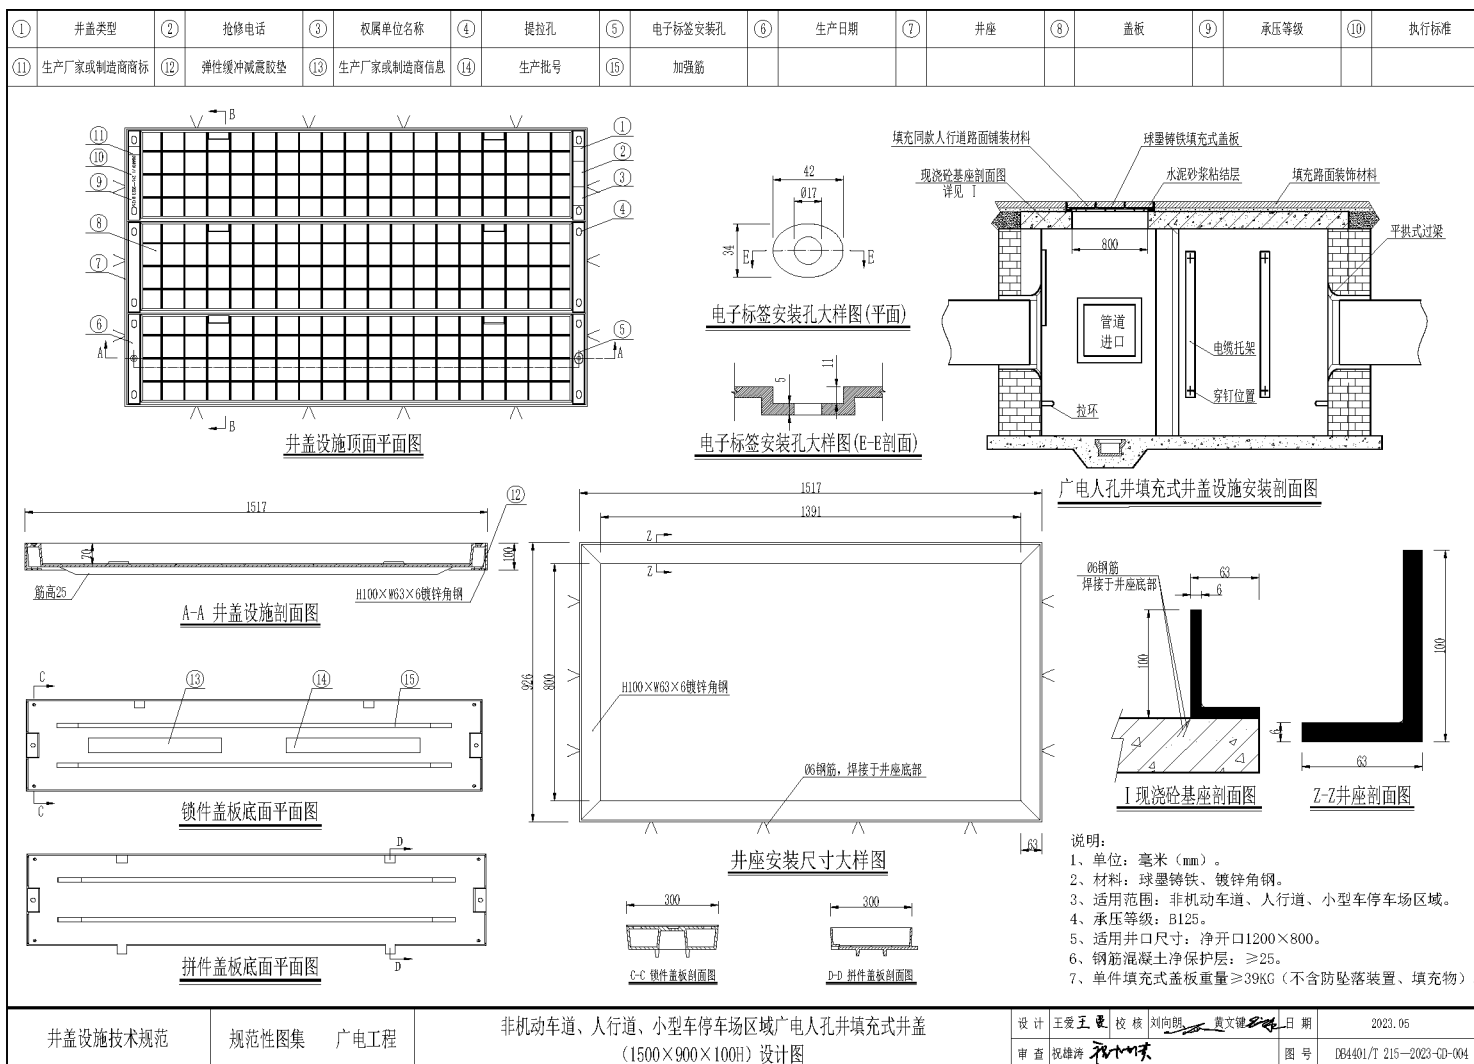 ① 井盖类型 ② 抢修电话 ③ 权属单位名称 ④ 提拉孔 ⑤ 电子标签安装孔 ⑥ 生产日期 ⑦ 井座 ⑧ 盖板 ⑨ 承压等级 ⑩ 执行标准
⑪ 生产厂家或制造商商标 ⑫ 弹性缓冲减震胶垫 ⑬ 生产厂家或制造商信息 ⑭ 生产批号 ⑮ 加强筋
B
⑪
⑩
⑨
⑧
⑦
⑥
A
①
②
③
④
⑤
A
B
井盖设施顶面平面图
42
Ø17
34
E
E
电子标签安装孔大样图(平面)
5
11
电子标签安装孔大样图(E-E剖面)
填充同款人行道路面铺装材料
球墨铸铁填充式盖板
现浇砼基座剖面图
详见 I
水泥砂浆粘结层
填充路面装饰材料
平拱式过梁
800
管道
进口
电缆托架
穿钉位置
拉环
广电人孔井填充式井盖设施安装剖面图
1517
⑫
70
100
筋高25
H100×W63×6镀锌角钢
A-A 井盖设施剖面图
C
⑬
⑭
⑮
C
锁件盖板底面平面图
D
D
拼件盖板底面平面图
1517
1391
Z
Z
926
800
H100×W63×6镀锌角钢
Ø6钢筋，焊接于井座底部
63
井座安装尺寸大样图
300
C-C 锁件盖板剖面图
300
D-D 拼件盖板剖面图
Ø6钢筋
焊接于井座底部
63
6
100
I 现浇砼基座剖面图
100
6
63
Z-Z井座剖面图
说明:
1、单位：毫米（mm）。
2、材料：球墨铸铁、镀锌角钢。
3、适用范围：非机动车道、人行道、小型车停车场区域。
4、承压等级：B125。
5、适用井口尺寸：净开口1200×800。
6、钢筋混凝土净保护层：≥25。
7、单件填充式盖板重量≥39KG（不含防坠落装置、填充物）
井盖设施技术规范
规范性图集 广电工程
非机动车道、人行道、小型车停车场区域广电人孔井填充式井盖
（1500×900×100H）设计图
设 计 王爱 校 核 刘向朗 黄文键 日 期 2023.05
审 查 祝雄涛 图 号 DB4401/T 215—2023-GD-004